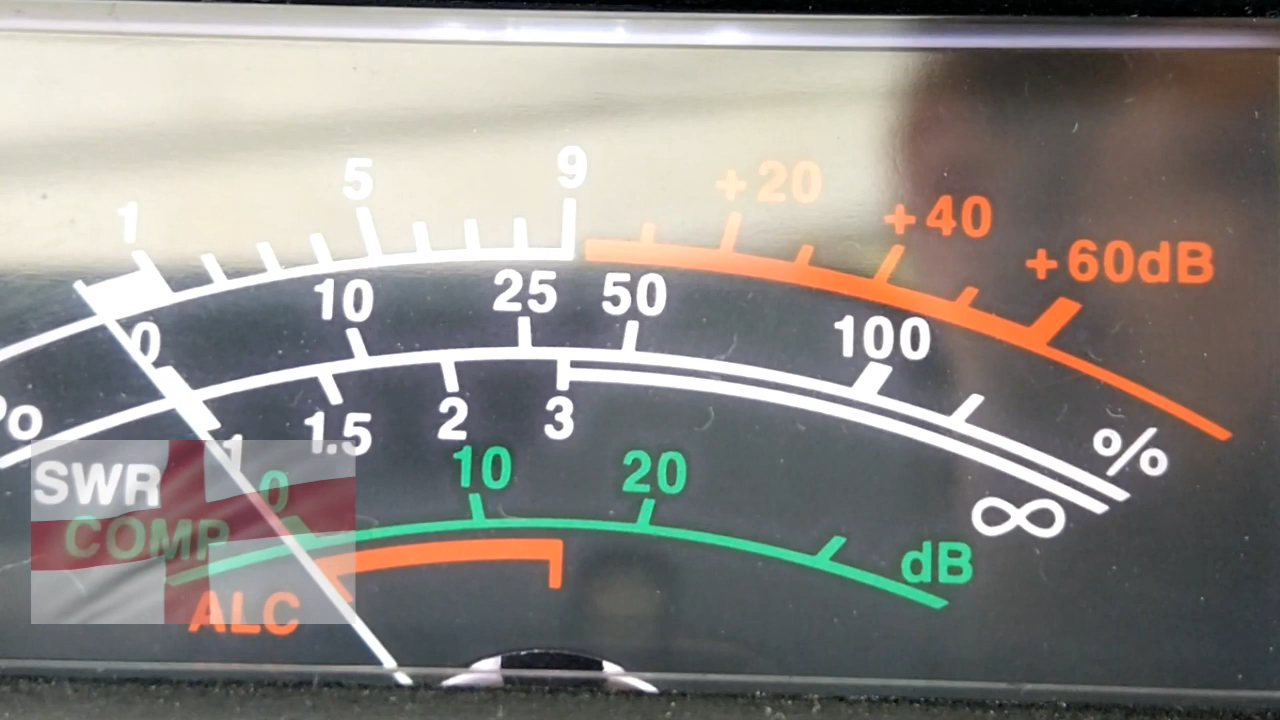 1 5 9 +20 +40 +60dB
Po 0 10 25 50 100 %
SWR 1 1.5 2 3 ∞
COMP 0 10 20 dB
ALC